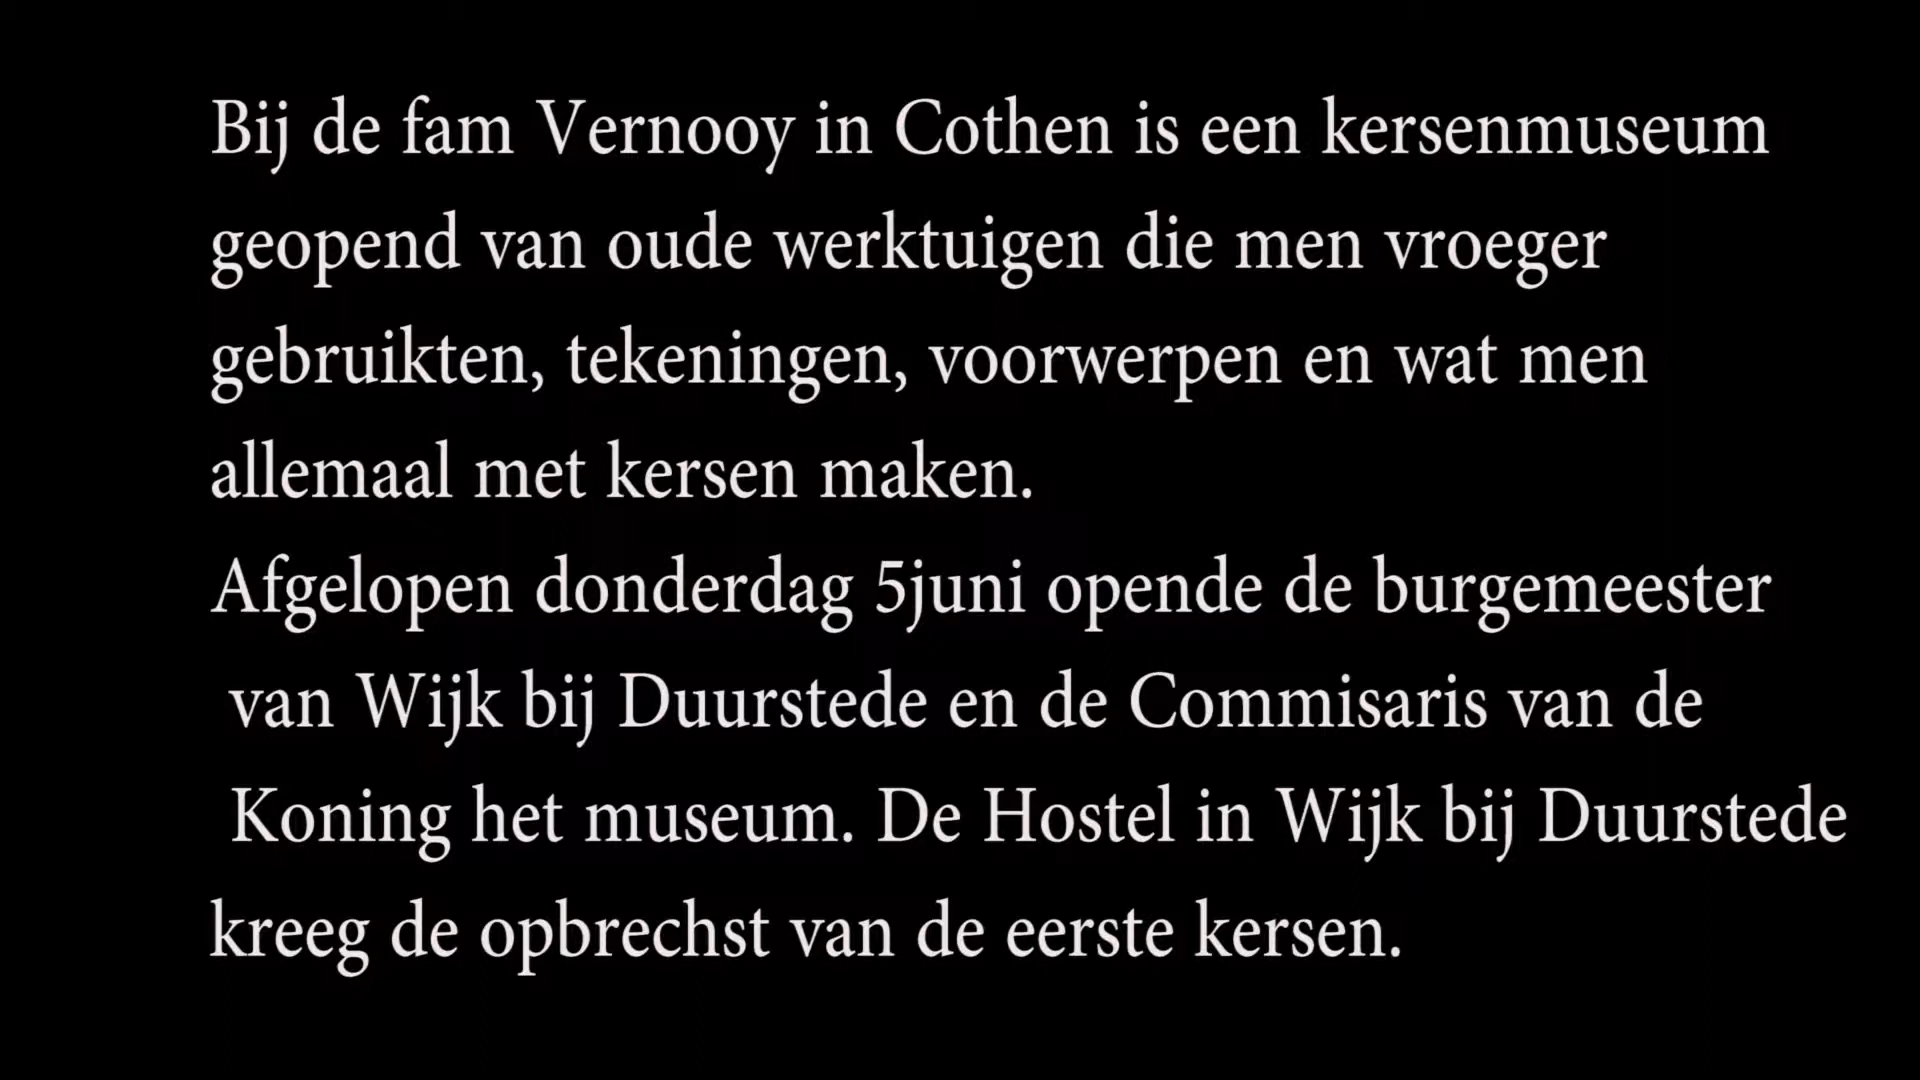 Bij de fam Vernooy in Cothen is een kersenmuseum
geopend van oude werktuigen die men vroeger
gebruikten, tekeningen, voorwerpen en wat men
allemaal met kersen maken.
Afgelopen donderdag 5juni opende de burgemeester
van Wijk bij Duurstede en de Commisaris van de
Koning het museum. De Hostel in Wijk bij Duurstede
kreeg de opbrechst van de eerste kersen.